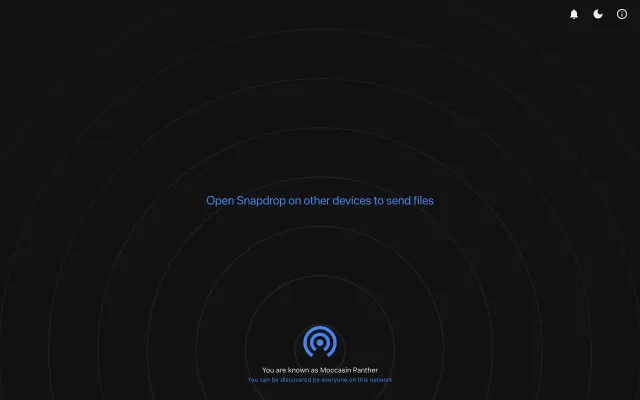 Open Snapdrop on other devices to send files
You are known as Moccasin Panther
You can be discovered by everyone on this network